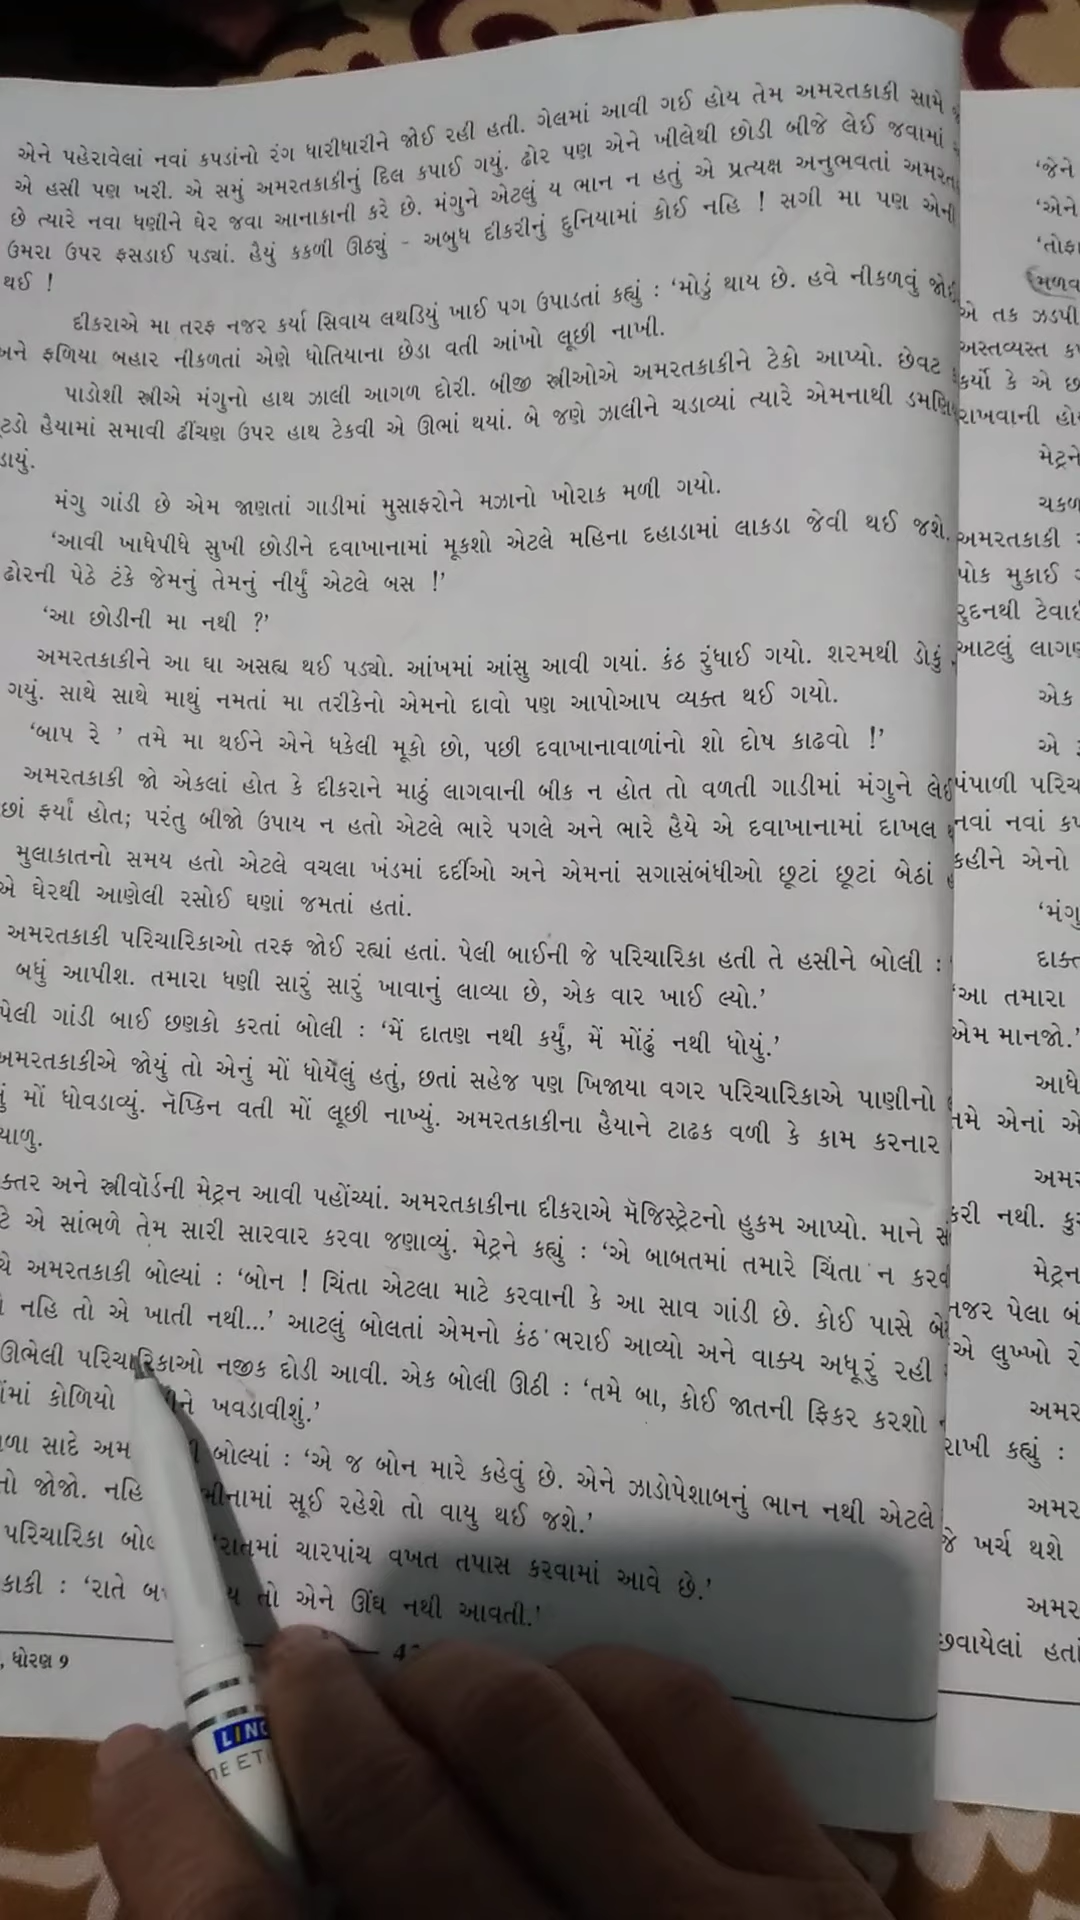 એને પહેરાવેલાં નવાં કપડાંનો રંગ ધારીધારીને જોઈ રહી હતી. ગેલમાં આવી ગઈ હોય તેમ અમરતકાકી સામે
એ હસી પણ ખરી. એ સમું અમરતકાકીનું દિલ કપાઈ ગયું. ઢોર પણ એને ખીલેથી છોડી બીજે લેઈ જવામાં
છે ત્યારે નવા ધણીને ઘેર જવા આનાકાની કરે છે. મંગુને એટલું ય ભાન ન હતું એ પ્રત્યક્ષ અનુભવતાં
ઉમરા ઉપર ફસડાઈ પડ્યાં. હૈયું કકળી ઊઠ્યું - અબુધ દીકરીનું દુનિયામાં કોઈ નહિ ! સગી મા પણ એની
થઈ !
દીકરાએ મા તરફ નજર કર્યા સિવાય લથડિયું ખાઈ પગ ઉપાડતાં કહ્યું : ‘મોડું થાય છે. હવે નીકળવું
અને ફળિયા બહાર નીકળતાં એણે ધોતિયાના છેડા વતી આંખો લૂછી નાખી.
પાડોશી સ્ત્રીએ મંગુનો હાથ ઝાલી આગળ દોરી. બીજી સ્ત્રીઓએ અમરતકાકીને ટેકો આપ્યો. છેવટ
હૈયામાં સમાવી ઢીંચણ ઉપર હાથ ટેકવી એ ઊભાં થયાં. બે જણે ઝાલીને ચડાવ્યાં ત્યારે એમનાથી
મંગુ ગાંડી છે એમ જાણતાં ગાડીમાં મુસાફરોને મઝાનો ખોરાક મળી ગયો.
‘આવી ખાધેપીધે સુખી છોડીને દવાખાનામાં મૂકશો એટલે મહિના દહાડામાં લાકડા જેવી થઈ જશે.
ઢોરની પેઠે ટંકે જેમનું તેમનું નીર્યું એટલે બસ !’
‘આ છોડીની મા નથી ?’
અમરતકાકીને આ ઘા અસહ્ય થઈ પડ્યો. આંખમાં આંસુ આવી ગયાં. કંઠ રુંધાઈ ગયો. શરમથી ડોકું
ગયું. સાથે સાથે માથું નમતાં મા તરીકેનો એમનો દાવો પણ આપોઆપ વ્યક્ત થઈ ગયો.
‘બાપ રે ’ તમે મા થઈને એને ધકેલી મૂકો છો, પછી દવાખાનાવાળાંનો શો દોષ કાઢવો !’
અમરતકાકી જો એકલાં હોત કે દીકરાને માઠું લાગવાની બીક ન હોત તો વળતી ગાડીમાં મંગુને લેઈ
ફર્યાં હોત; પરંતુ બીજો ઉપાય ન હતો એટલે ભારે પગલે અને ભારે હૈયે એ દવાખાનામાં દાખલ
મુલાકાતનો સમય હતો એટલે વચલા ખંડમાં દર્દીઓ અને એમનાં સગાસંબંધીઓ છૂટાં છૂટાં બેઠાં
એ ઘેરથી આણેલી રસોઈ ઘણાં જમતાં હતાં.
અમરતકાકી પરિચારિકાઓ તરફ જોઈ રહ્યાં હતાં. પેલી બાઈની જે પરિચારિકા હતી તે હસીને બોલી :
બધું આપીશ. તમારા ધણી સારું સારું ખાવાનું લાવ્યા છે, એક વાર ખાઈ લ્યો.’
પેલી ગાંડી બાઈ છણકો કરતાં બોલી : ‘મેં દાતણ નથી કર્યું, મેં મોંઢું નથી ધોયું.’
અમરતકાકીએ જોયું તો એનું મોં ધોયેલું હતું, છતાં સહેજ પણ ખિજાયા વગર પરિચારિકાએ પાણીનો
મોં ધોવડાવ્યું. નૅપ્કિન વતી મોં લૂછી નાખ્યું. અમરતકાકીના હૈયાને ટાઢક વળી કે કામ કરનાર
અને સ્ત્રીવૉર્ડની મેટ્રન આવી પહોંચ્યાં. અમરતકાકીના દીકરાએ મૅજિસ્ટ્રેટનો હુકમ આપ્યો. માને
એ સાંભળે તેમ સારી સારવાર કરવા જણાવ્યું. મેટ્રને કહ્યું : ‘એ બાબતમાં તમારે ચિંતા ન
અમરતકાકી બોલ્યાં : ‘બોન ! ચિંતા એટલા માટે કરવાની કે આ સાવ ગાંડી છે. કોઈ પાસે
નહિ તો એ ખાતી નથી...’ આટલું બોલતાં એમનો કંઠ ભરાઈ આવ્યો અને વાક્ય અધૂરું રહી
ઊભેલી પરિચારિકાઓ નજીક દોડી આવી. એક બોલી ઊઠી : ‘તમે બા, કોઈ જાતની ફિકર કરશો
કોળિયો ખવડાવીશું.’
સાદે બોલ્યાં : ‘એ જ બોન મારે કહેવું છે. એને ઝાડોપેશાબનું ભાન નથી એટલે
જોજો. નહિ સૂઈ રહેશે તો વાયુ થઈ જશે.’
પરિચારિકા ‘રાતમાં ચારપાંચ વખત તપાસ કરવામાં આવે છે.’
કાકી : ‘રાતે તો એને ઊંઘ નથી આવતી.’
ધોરણ 9
‘જેને
‘એને
એ તક ઝડપી
અસ્તવ્યસ્ત
કર્યો કે એ
રાખવાની
મેટ્રને
અમરતકાકી
પોક મુકાઈ
રુદનથી
આટલું
એક
એ
પંપાળી
નવાં નવાં
કહીને એનો
‘મંગુ
‘આ તમારા
એમ માનજો.’
તમે એનાં
કરી નથી.
મેટ્રન
નજર પેલા
એ લુખ્ખો
રાખી કહ્યું :
જે ખર્ચ થશે
છવાયેલાં હતાં
LINC